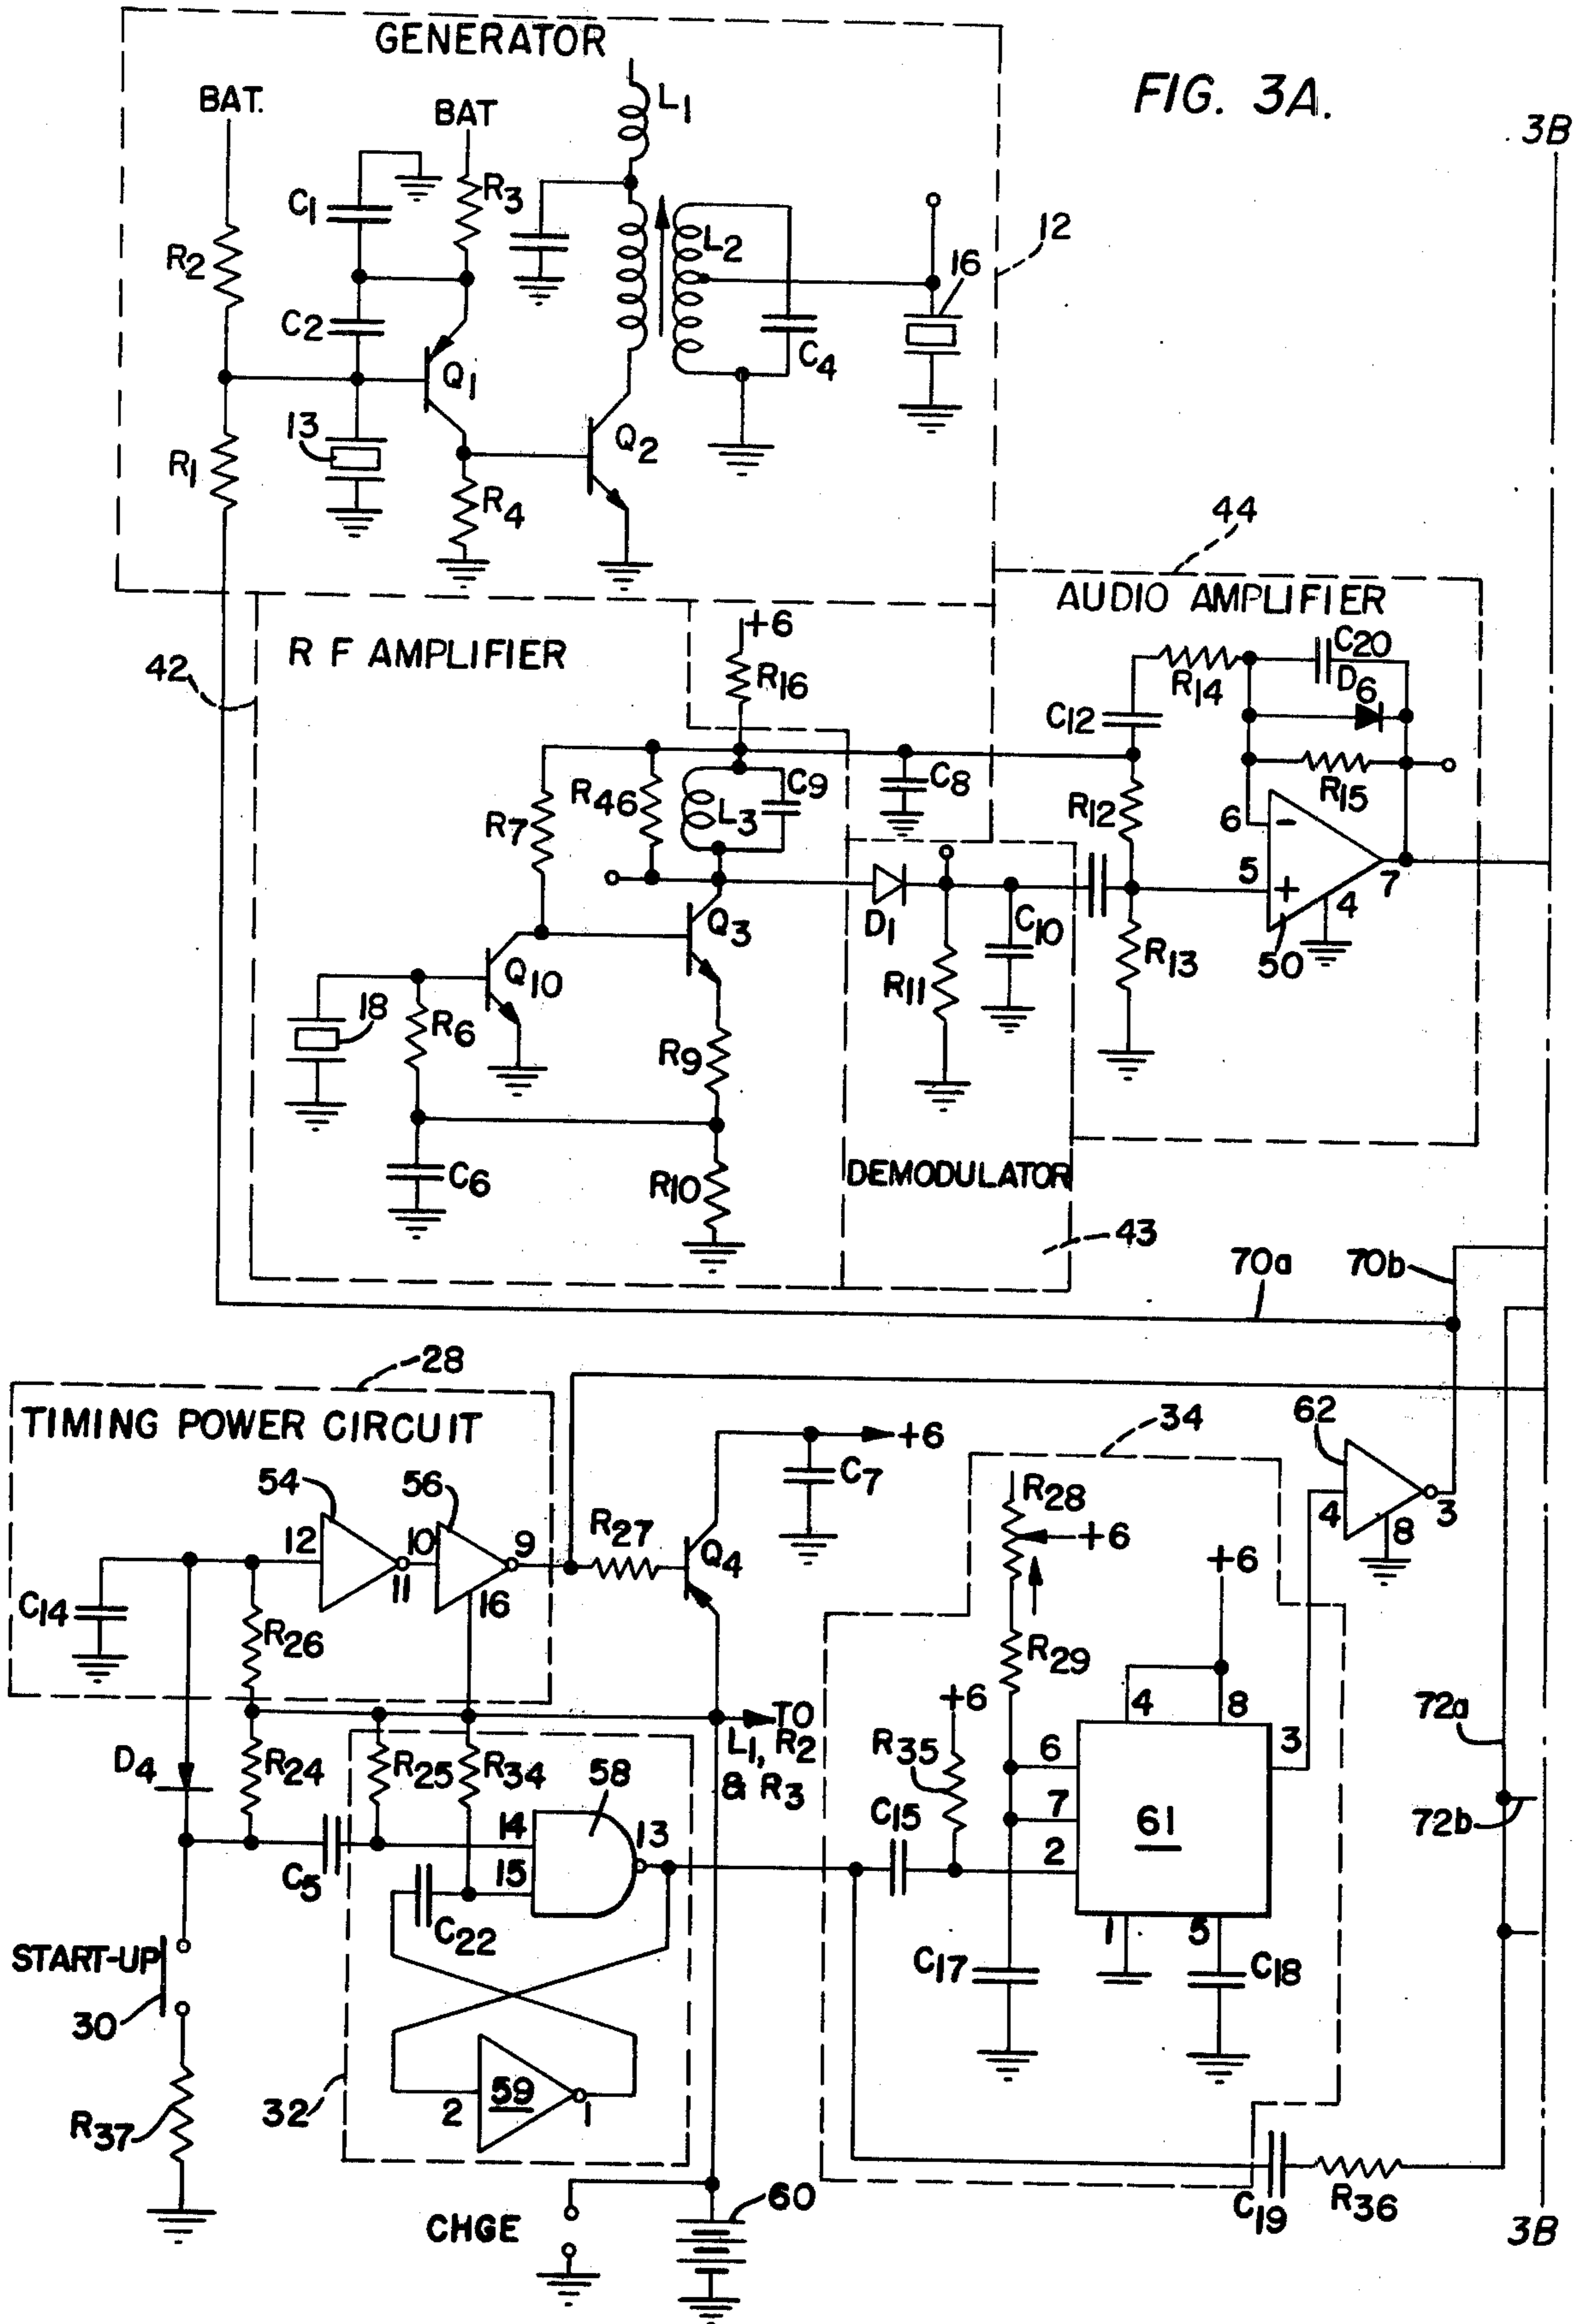 GENERATOR
FIG. 3A.
3B
BAT.
BAT
L1
C1
R3
R2
L2
12
16
C2
C4
Q1
13
Q2
R1
R4
44
AUDIO AMPLIFIER
+6
R F AMPLIFIER
42
R16
C20
R14
D6
C12
C9
C8
R46
L3
R7
R12
R15
6
-
5
+
7
4
D1
C10
Q3
R13
50
Q10
R11
18
R6
R9
C6
R10
DEMODULATOR
43
70a
70b
28
TIMING POWER CIRCUIT
+6
34
62
C7
54
56
R28
4
3
8
R27
+6
12
10
9
Q4
+6
11
16
C14
R26
R29
+6
4
8
TO
L1, R2
& R3
72a
D4
R24
R25
R34
58
R35
6
3
C15
7
61
72b
14
13
2
15
C5
C22
1
5
START-UP
C17
C18
30
59
2
1
32
R37
60
C19
R36
CHGE
3B